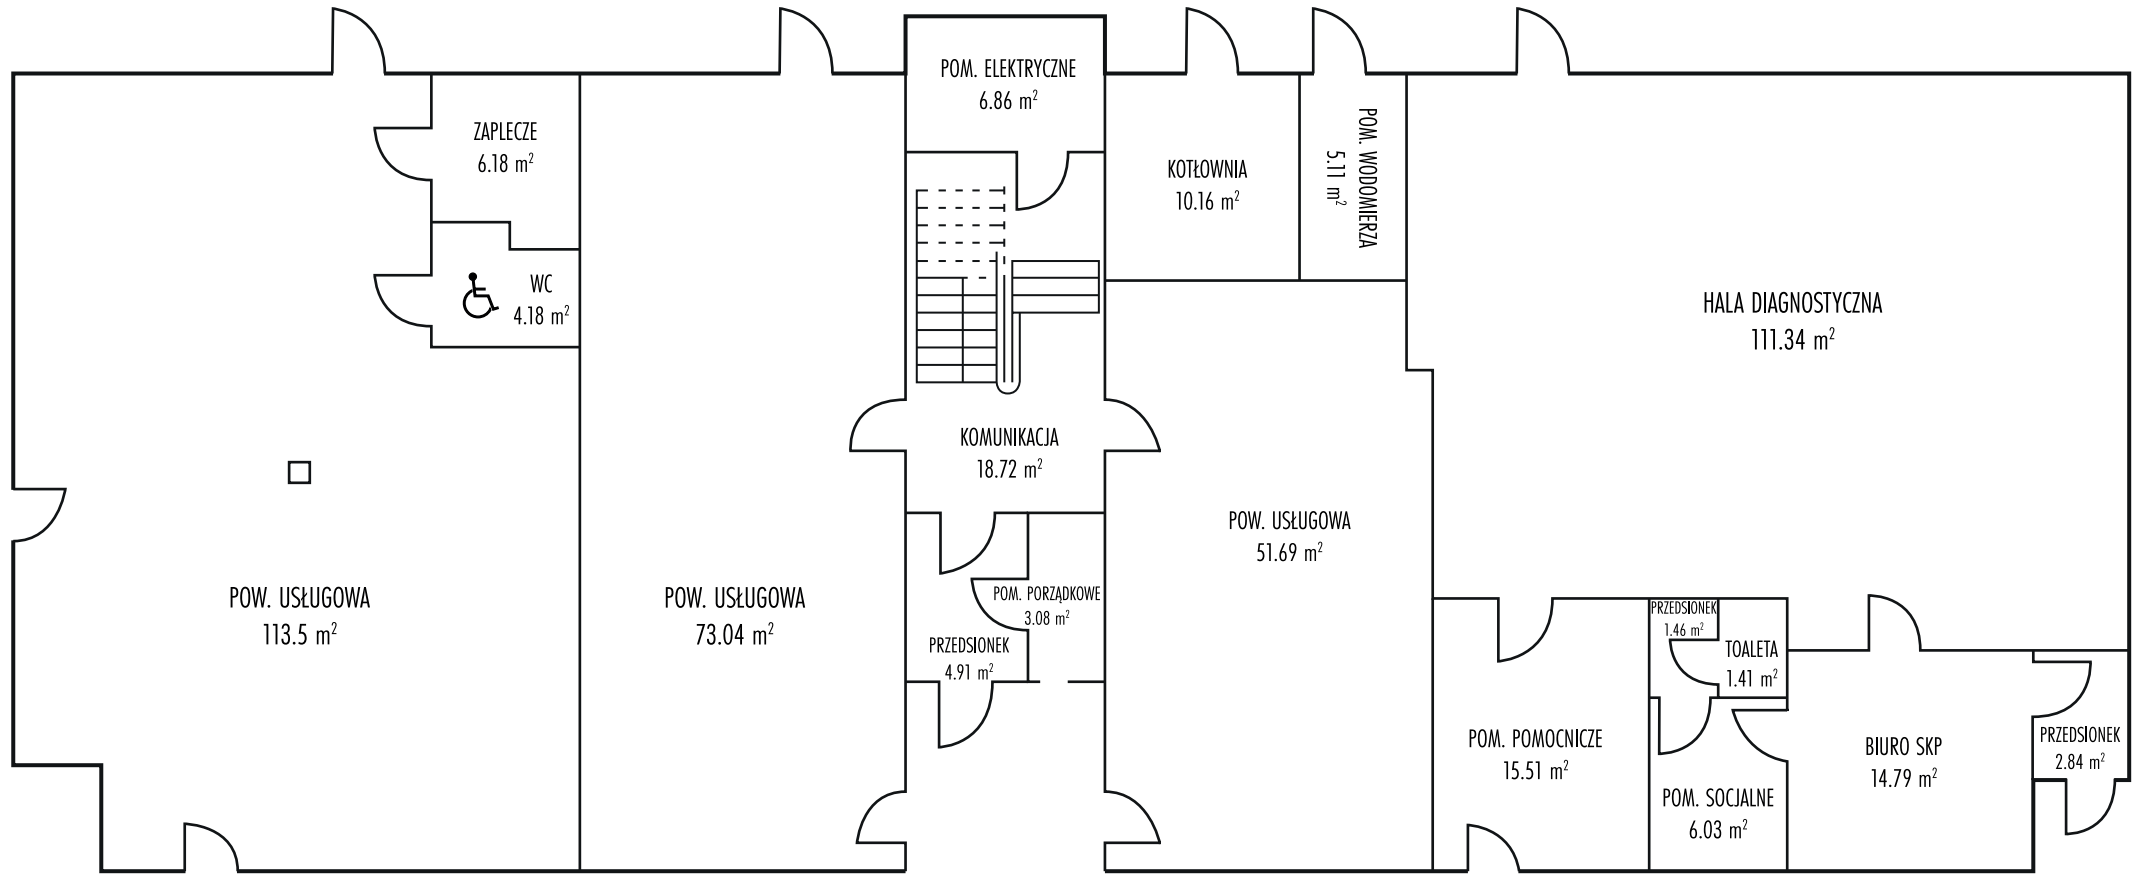 POM. ELEKTRYCZNE
6.86 m²
ZAPLECZE
6.18 m²
KOTŁOWNIA
10.16 m²
POM. WODOMIERZA
5.11 m²
WC
4.18 m²
HALA DIAGNOSTYCZNA
111.34 m²
KOMUNIKACJA
18.72 m²
POW. USŁUGOWA
51.69 m²
POW. USŁUGOWA
113.5 m²
POW. USŁUGOWA
73.04 m²
POM. PORZĄDKOWE
3.08 m²
PRZEDSIONEK
4.91 m²
PRZEDSIONEK
1.46 m²
TOALETA
1.41 m²
POM. POMOCNICZE
15.51 m²
BIURO SKP
14.79 m²
PRZEDSIONEK
2.84 m²
POM. SOCJALNE
6.03 m²